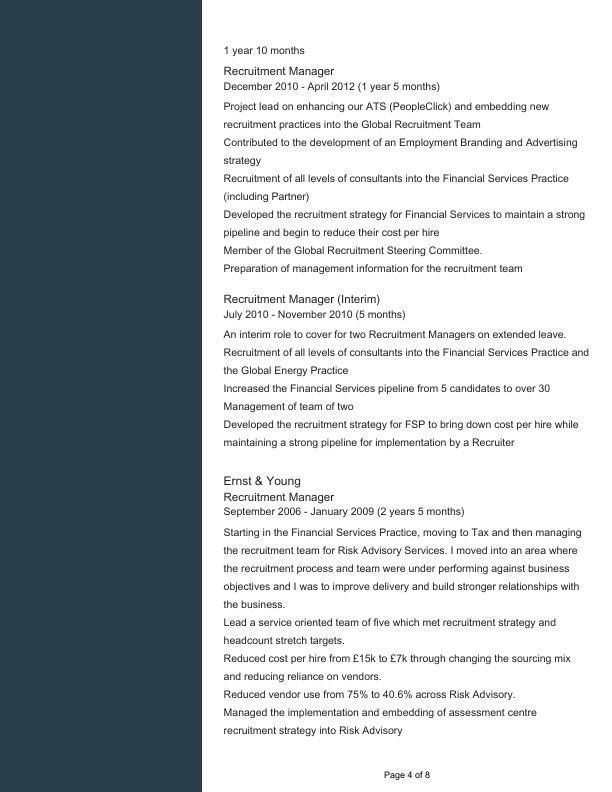 1 year 10 months
Recruitment Manager
December 2010 - April 2012 (1 year 5 months)
Project lead on enhancing our ATS (PeopleClick) and embedding new
recruitment practices into the Global Recruitment Team
Contributed to the development of an Employment Branding and Advertising
strategy
Recruitment of all levels of consultants into the Financial Services Practice
(including Partner)
Developed the recruitment strategy for Financial Services to maintain a strong
pipeline and begin to reduce their cost per hire
Member of the Global Recruitment Steering Committee.
Preparation of management information for the recruitment team
Recruitment Manager (Interim)
July 2010 - November 2010 (5 months)
An interim role to cover for two Recruitment Managers on extended leave.
Recruitment of all levels of consultants into the Financial Services Practice and
the Global Energy Practice
Increased the Financial Services pipeline from 5 candidates to over 30
Management of team of two
Developed the recruitment strategy for FSP to bring down cost per hire while
maintaining a strong pipeline for implementation by a Recruiter
Ernst & Young
Recruitment Manager
September 2006 - January 2009 (2 years 5 months)
Starting in the Financial Services Practice, moving to Tax and then managing
the recruitment team for Risk Advisory Services. I moved into an area where
the recruitment process and team were under performing against business
objectives and I was to improve delivery and build stronger relationships with
the business.
Lead a service oriented team of five which met recruitment strategy and
headcount stretch targets.
Reduced cost per hire from £15k to £7k through changing the sourcing mix
and reducing reliance on vendors.
Reduced vendor use from 75% to 40.6% across Risk Advisory.
Managed the implementation and embedding of assessment centre
recruitment strategy into Risk Advisory
Page 4 of 8